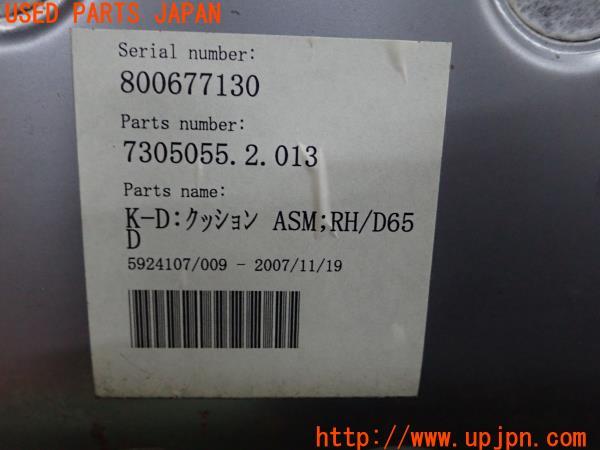 USED PARTS JAPAN
Serial number:
800677130
Parts number:
7305055.2.013
Parts name:
K-D:ｸｯｼｮﾝ ASM;RH/D65
D
5924107/009 - 2007/11/19
UPJ
http://www.upjpn.com/